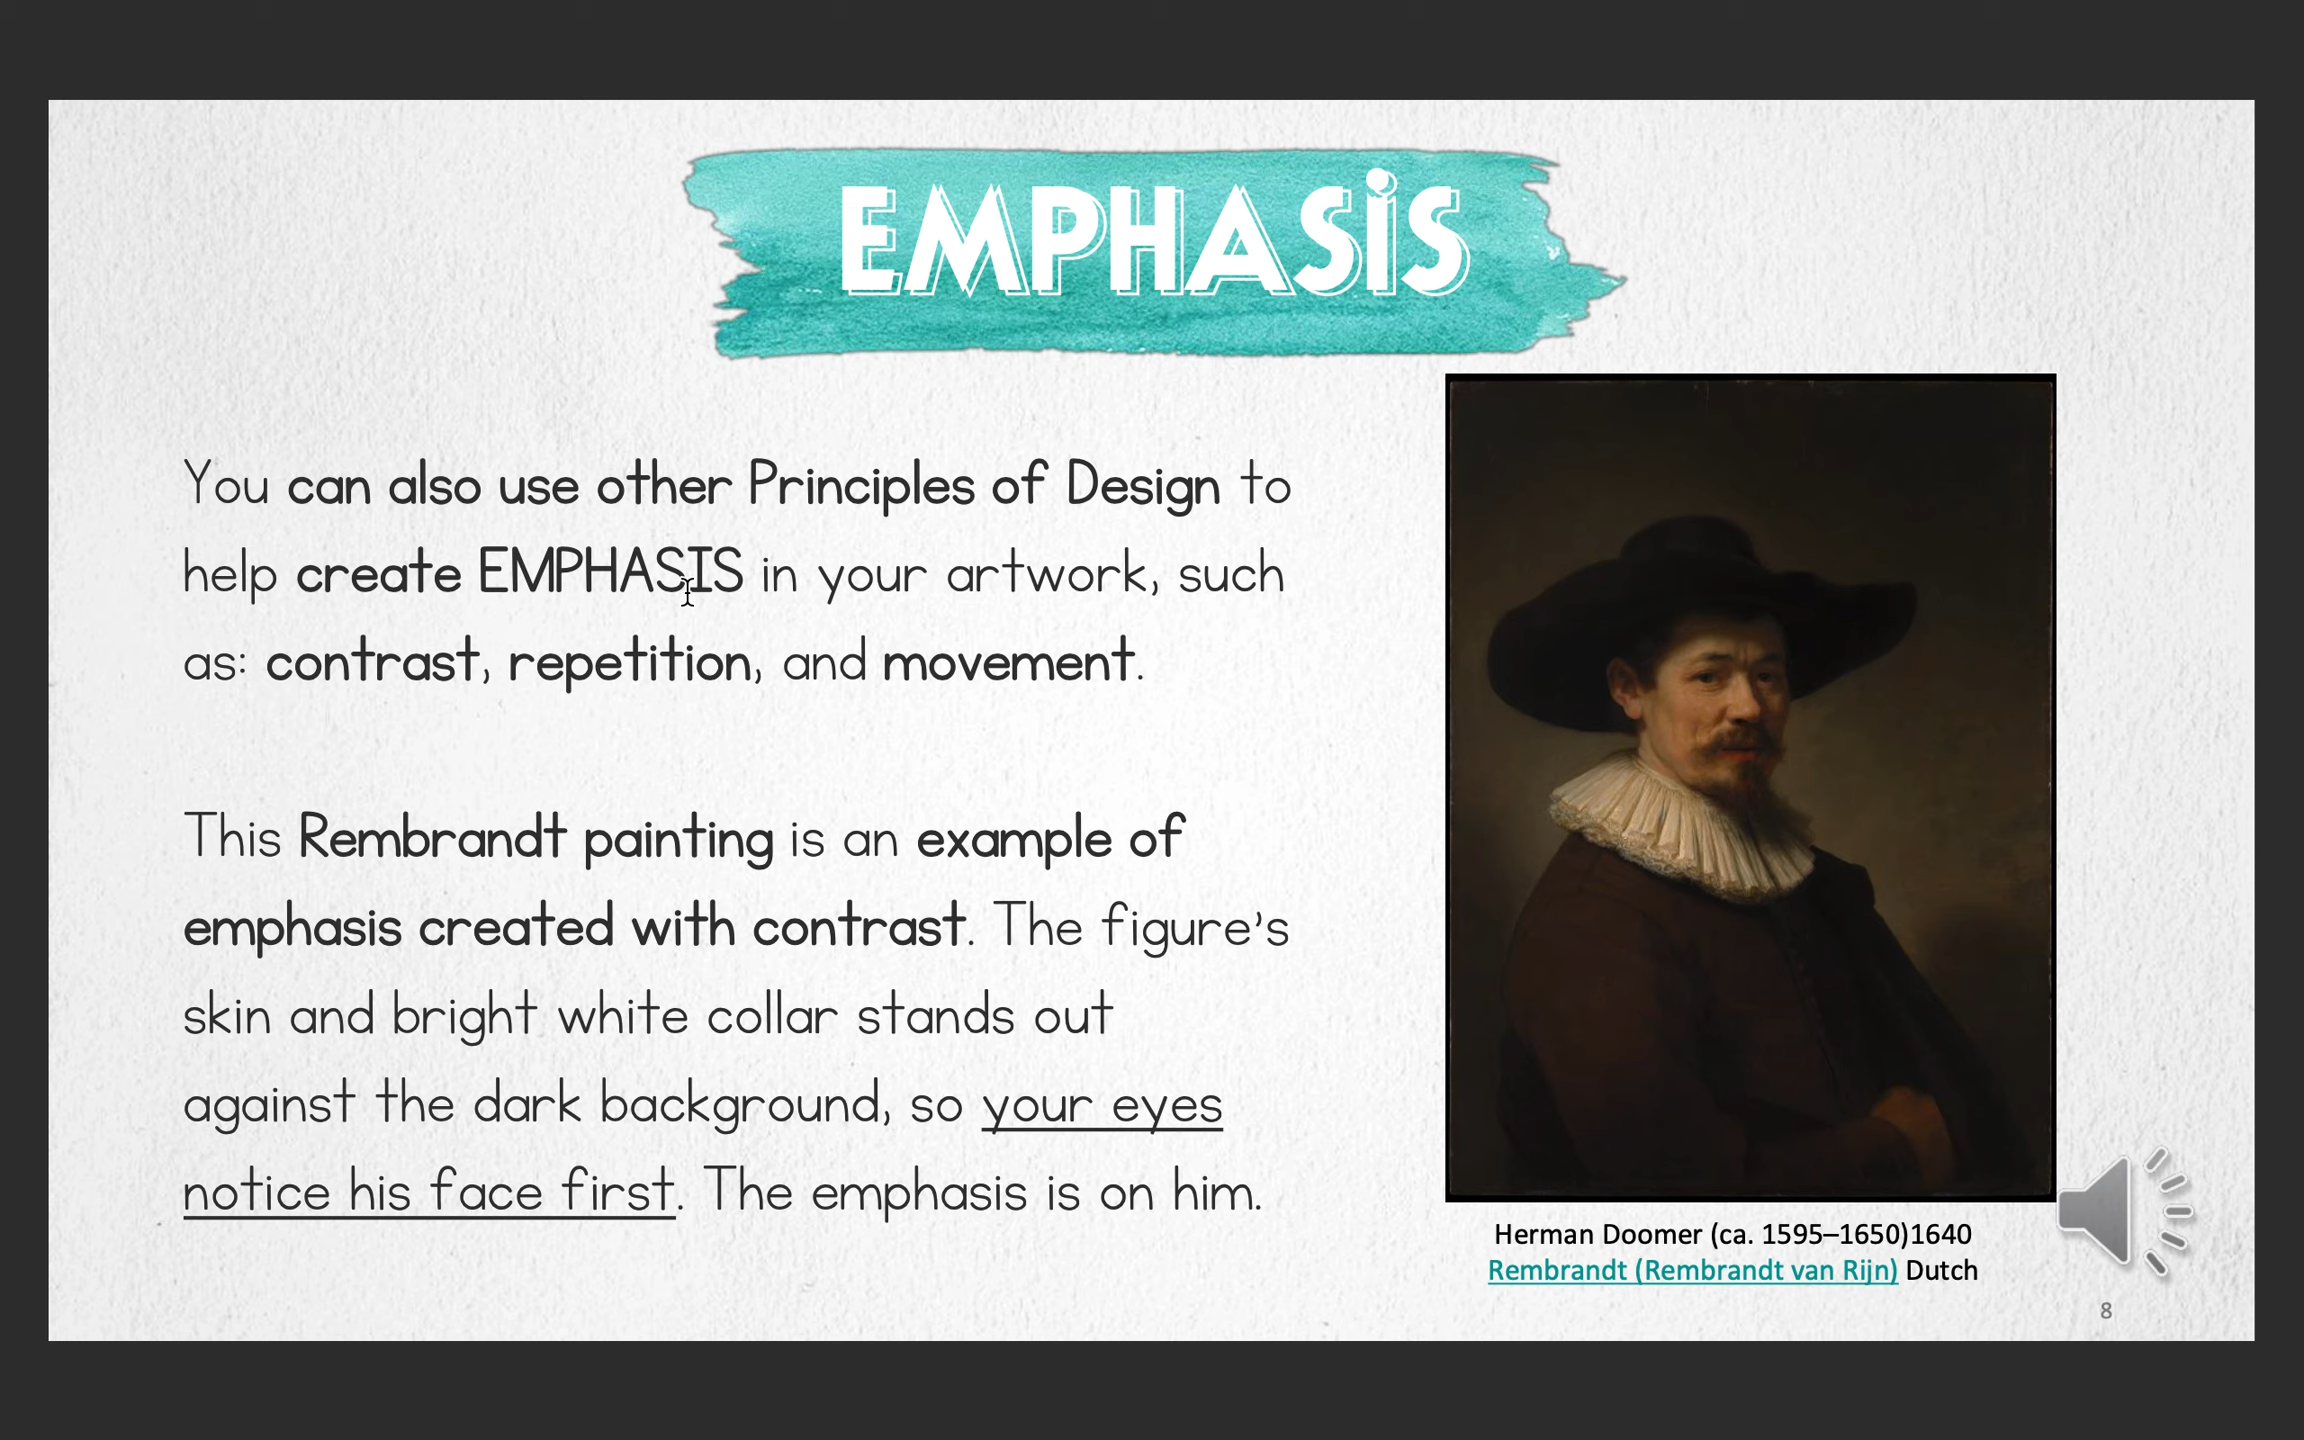 EMPHASIS
You can also use other Principles of Design to
help create EMPHASIS in your artwork, such
as: contrast, repetition, and movement.
This Rembrandt painting is an example of
emphasis created with contrast. The figure's
skin and bright white collar stands out
against the dark background, so your eyes
notice his face first. The emphasis is on him.
Herman Doomer (ca. 1595–1650)1640
Rembrandt (Rembrandt van Rijn) Dutch
8